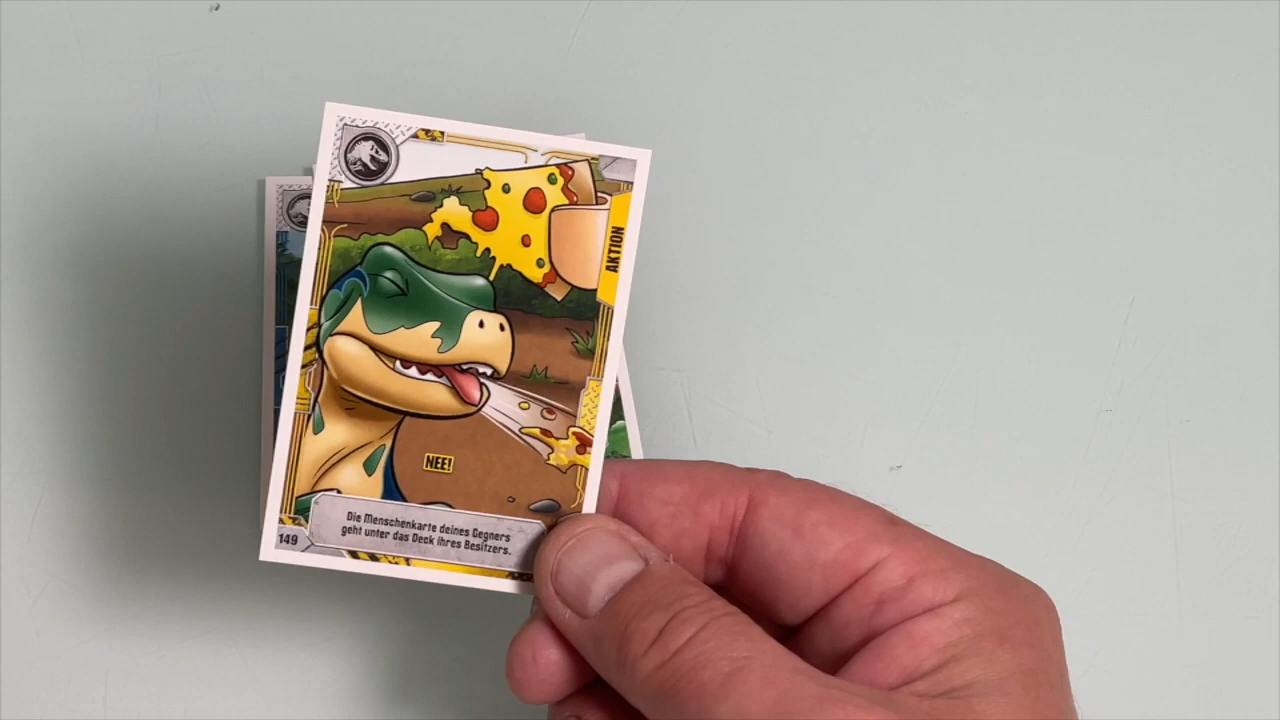 AKTION
NEE!
Die Menschenkarte deines Gegners
geht unter das Deck ihres Besitzers.
149